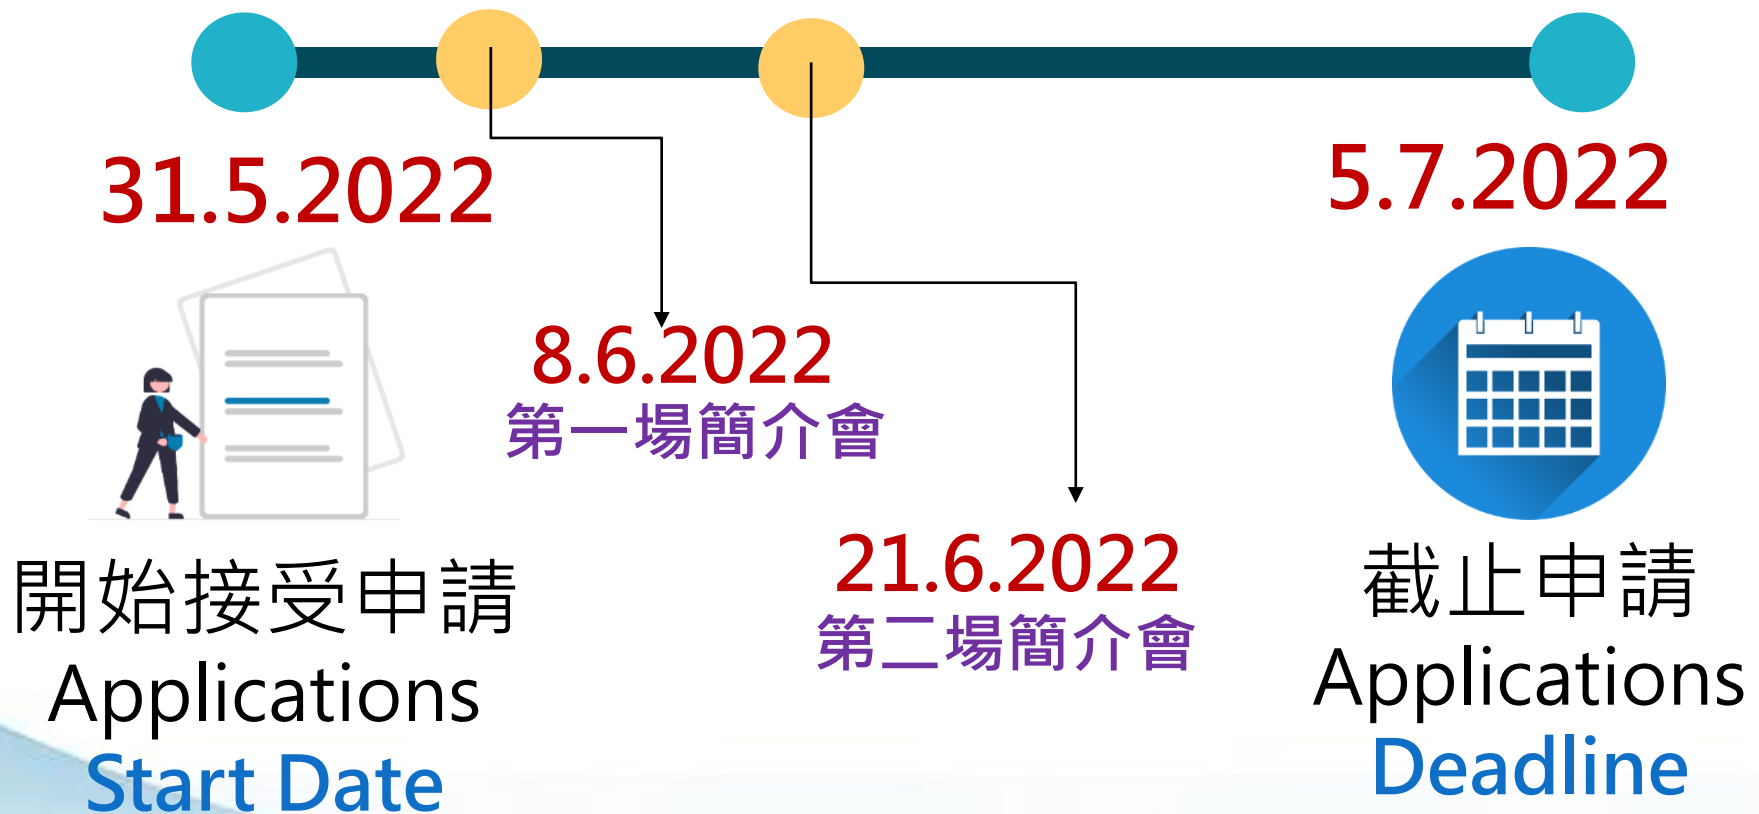 31.5.2022
開始接受申請
Applications
Start Date
8.6.2022
第一場簡介會
21.6.2022
第二場簡介會
5.7.2022
截止申請
Applications
Deadline